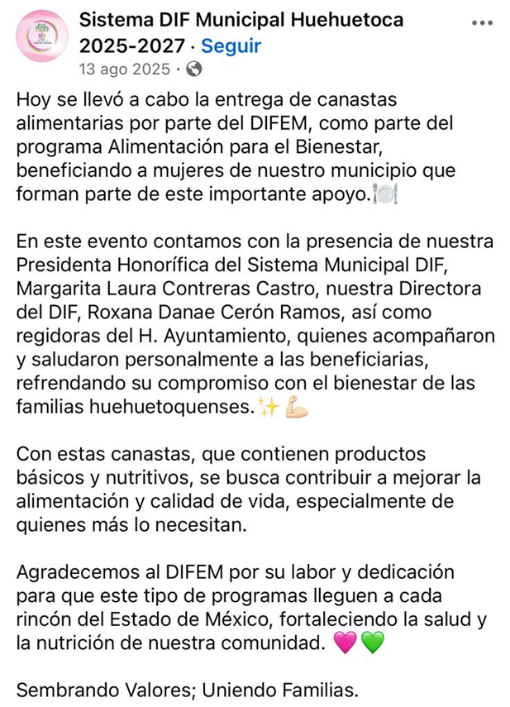 Sistema DIF Municipal Huehuetoca
2025-2027 · Seguir
13 ago 2025 ·
Hoy se llevó a cabo la entrega de canastas
alimentarias por parte del DIFEM, como parte del
programa Alimentación para el Bienestar,
beneficiando a mujeres de nuestro municipio que
forman parte de este importante apoyo.🍽️
En este evento contamos con la presencia de nuestra
Presidenta Honorífica del Sistema Municipal DIF,
Margarita Laura Contreras Castro, nuestra Directora
del DIF, Roxana Danae Cerón Ramos, así como
regidoras del H. Ayuntamiento, quienes acompañaron
y saludaron personalmente a las beneficiarias,
refrendando su compromiso con el bienestar de las
familias huehuetoquenses.✨💪🏻
Con estas canastas, que contienen productos
básicos y nutritivos, se busca contribuir a mejorar la
alimentación y calidad de vida, especialmente de
quienes más lo necesitan.
Agradecemos al DIFEM por su labor y dedicación
para que este tipo de programas lleguen a cada
rincón del Estado de México, fortaleciendo la salud y
la nutrición de nuestra comunidad. 🩷💚
Sembrando Valores; Uniendo Familias.